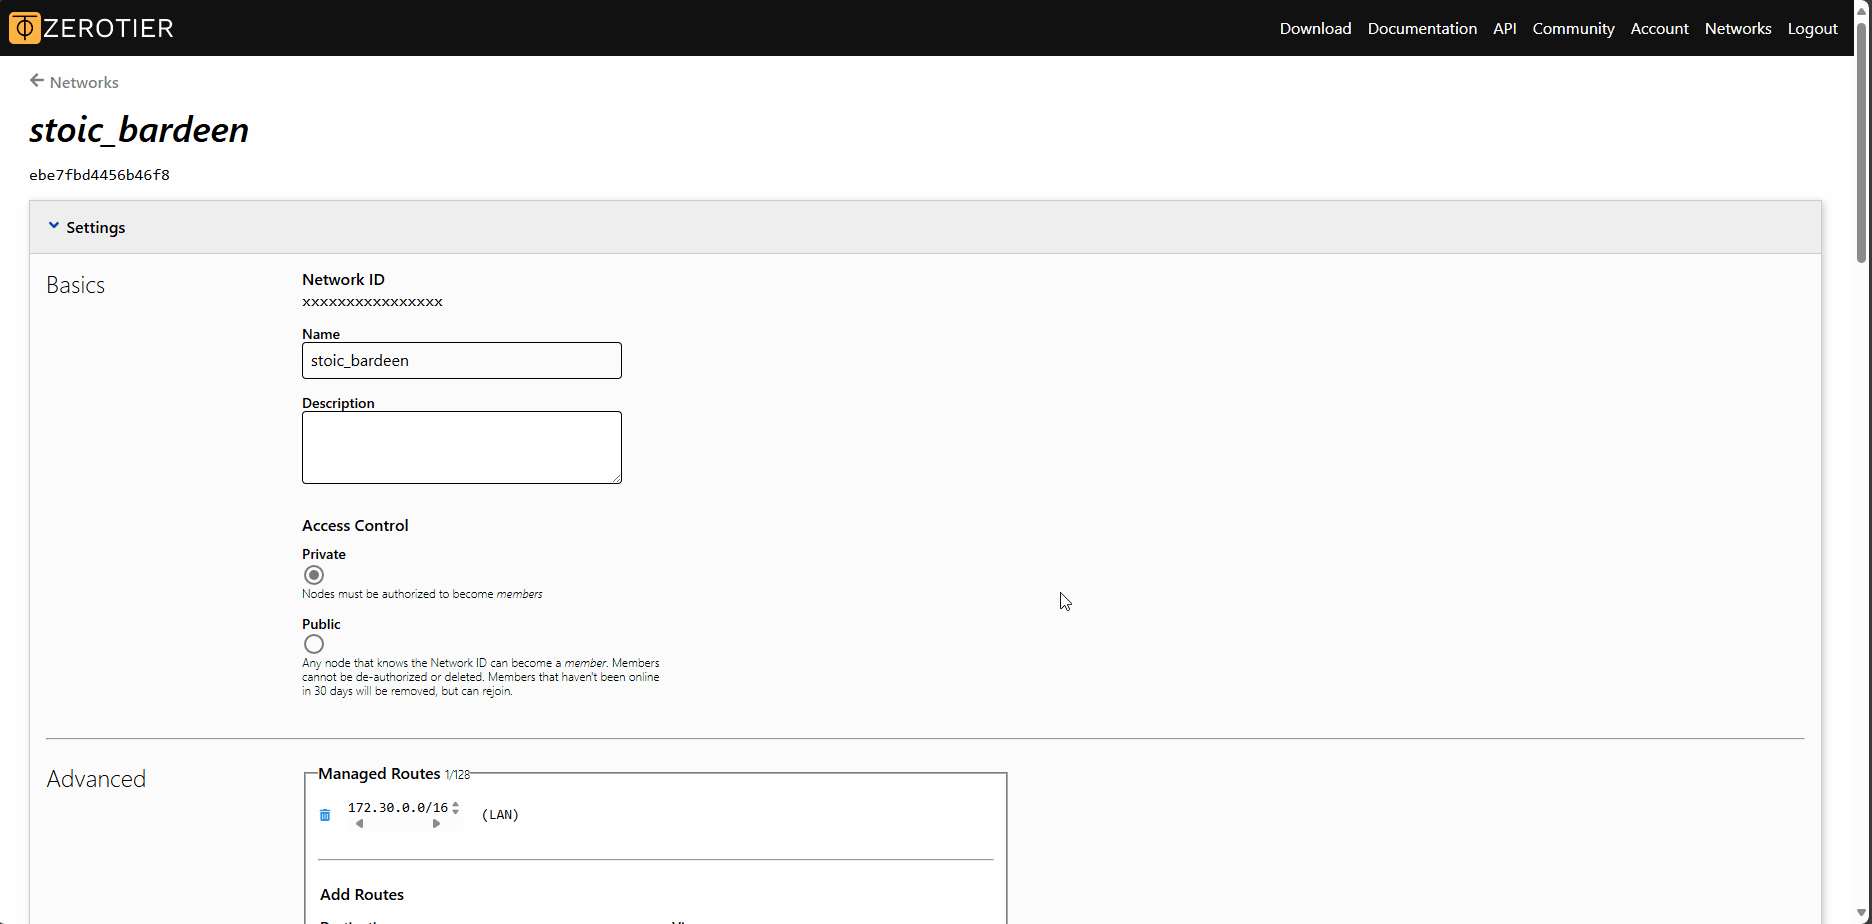 ZEROTIER
Download Documentation API Community Account Networks Logout
Networks
stoic_bardeen
ebe7fbd4456b46f8
Settings
Basics
Network ID
xxxxxxxxxxxxxxxx
Name
stoic_bardeen
Description
Access Control
Private
Nodes must be authorized to become members
Public
Any node that knows the Network ID can become a member. Members
cannot be de-authorized or deleted. Members that haven't been online
in 30 days will be removed, but can rejoin.
Advanced
Managed Routes 1/128
172.30.0.0/16 (LAN)
Add Routes